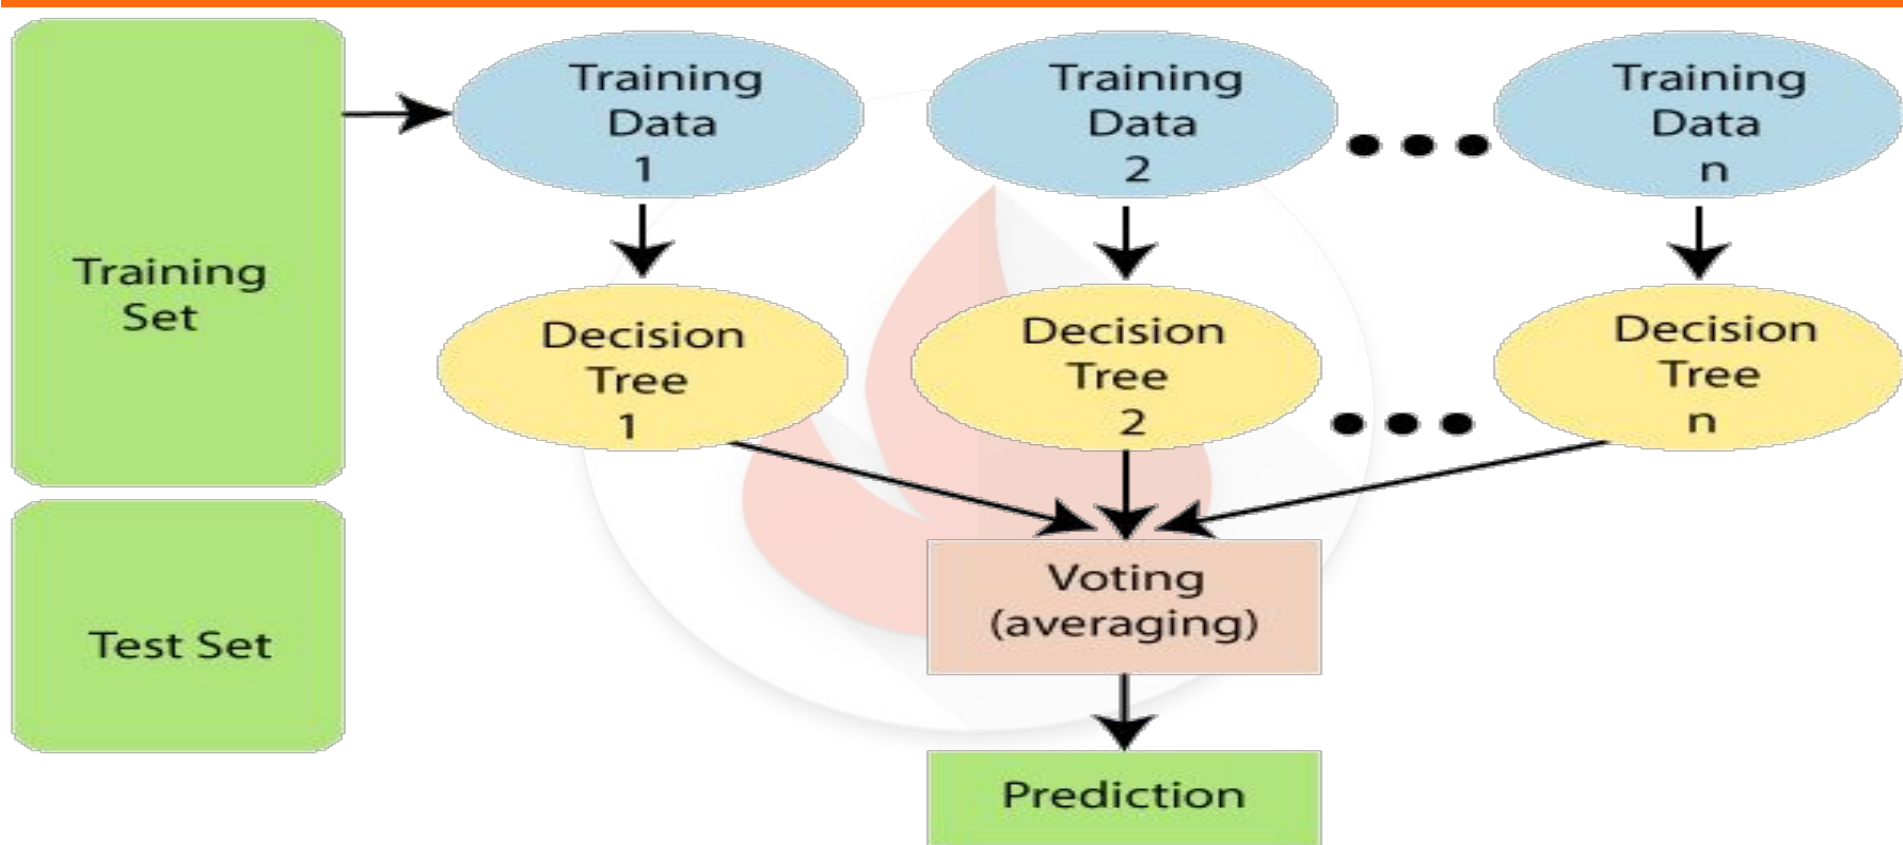 Training
Set
Test Set
Training
Data
1
Training
Data
2
Training
Data
n
Decision
Tree
1
Decision
Tree
2
Decision
Tree
n
Voting
(averaging)
Prediction